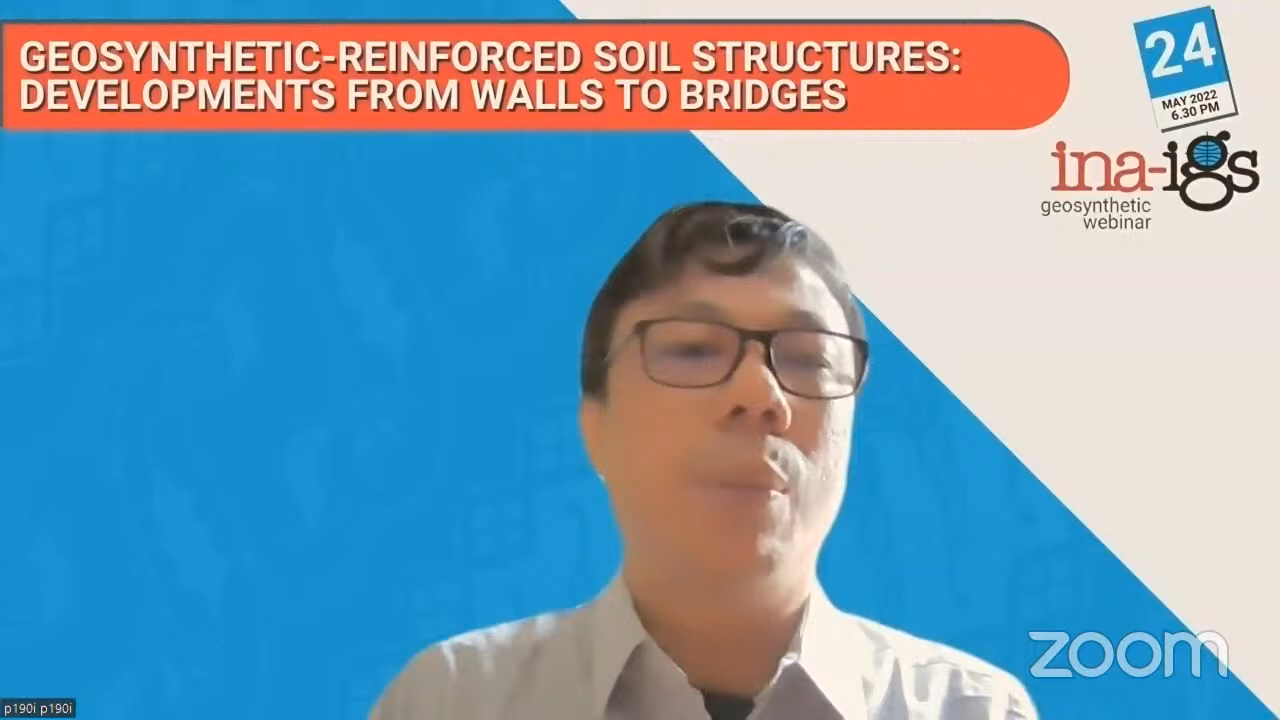 GEOSYNTHETIC-REINFORCED SOIL STRUCTURES:
DEVELOPMENTS FROM WALLS TO BRIDGES
24
MAY 2022
6.30 PM
ina-igs
geosynthetic
webinar
zoom
p190i p190i